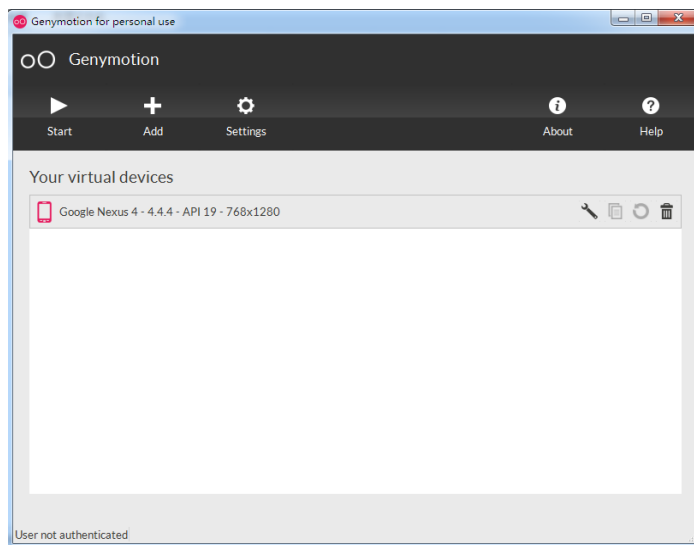 Genymotion for personal use
Genymotion
Start Add Settings About Help
Your virtual devices
Google Nexus 4 - 4.4.4 - API 19 - 768x1280
User not authenticated